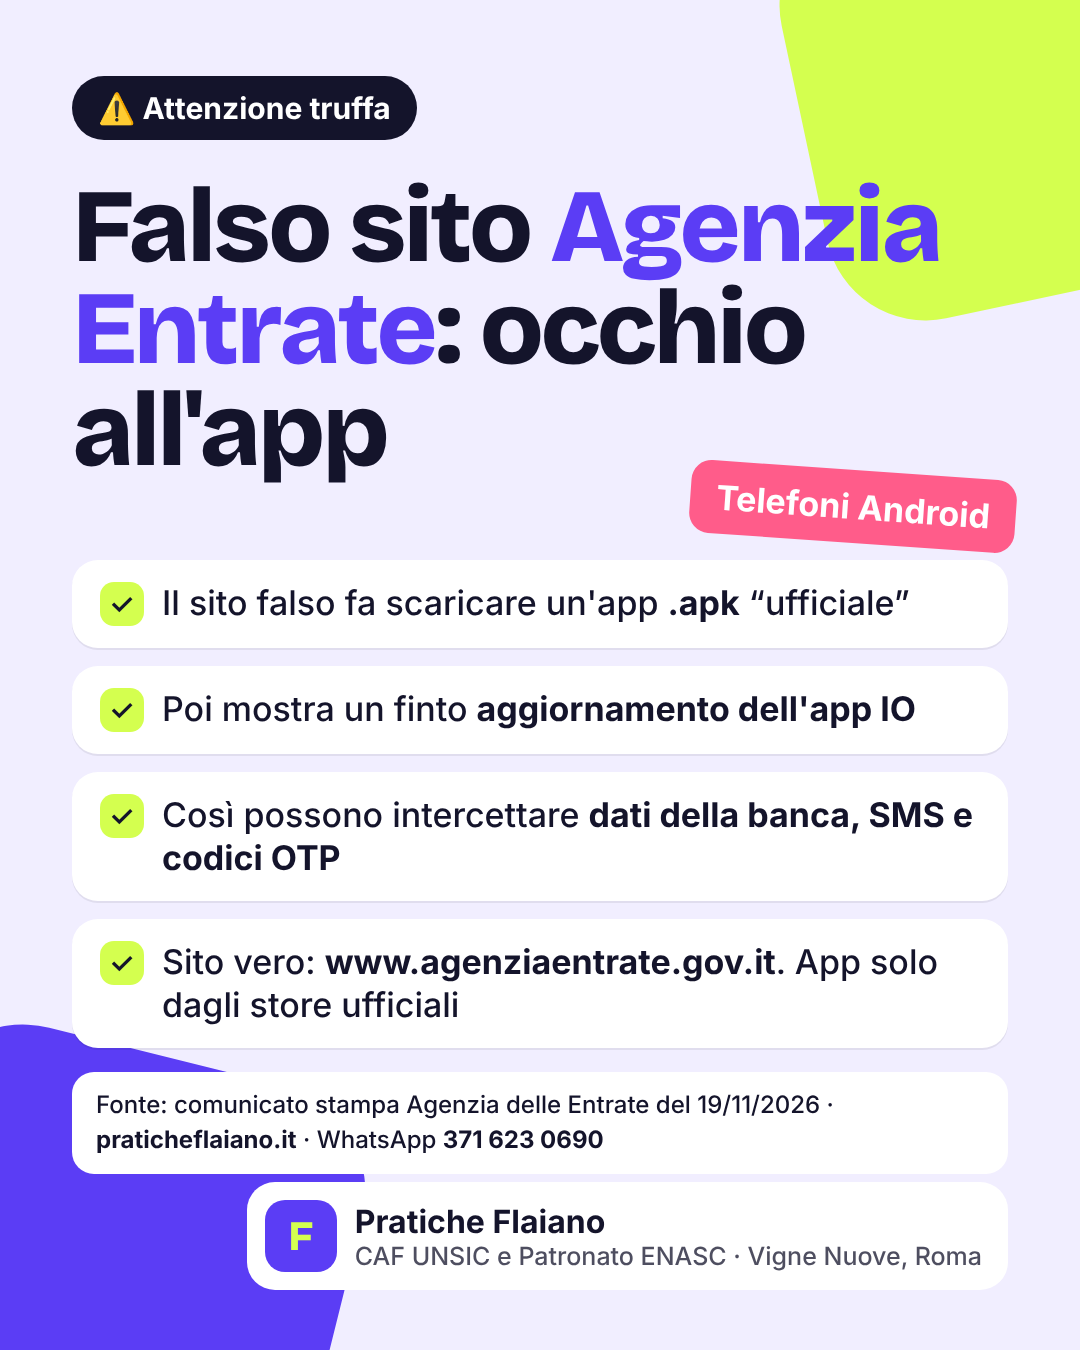 ⚠️ Attenzione truffa
Falso sito Agenzia
Entrate: occhio
all'app
Telefoni Android
Il sito falso fa scaricare un'app .apk “ufficiale”
Poi mostra un finto aggiornamento dell'app IO
Così possono intercettare dati della banca, SMS e
codici OTP
Sito vero: www.agenziaentrate.gov.it. App solo
dagli store ufficiali
Fonte: comunicato stampa Agenzia delle Entrate del 19/11/2026 ·
praticheflaiano.it · WhatsApp 371 623 0690
F
Pratiche Flaiano
CAF UNSIC e Patronato ENASC · Vigne Nuove, Roma